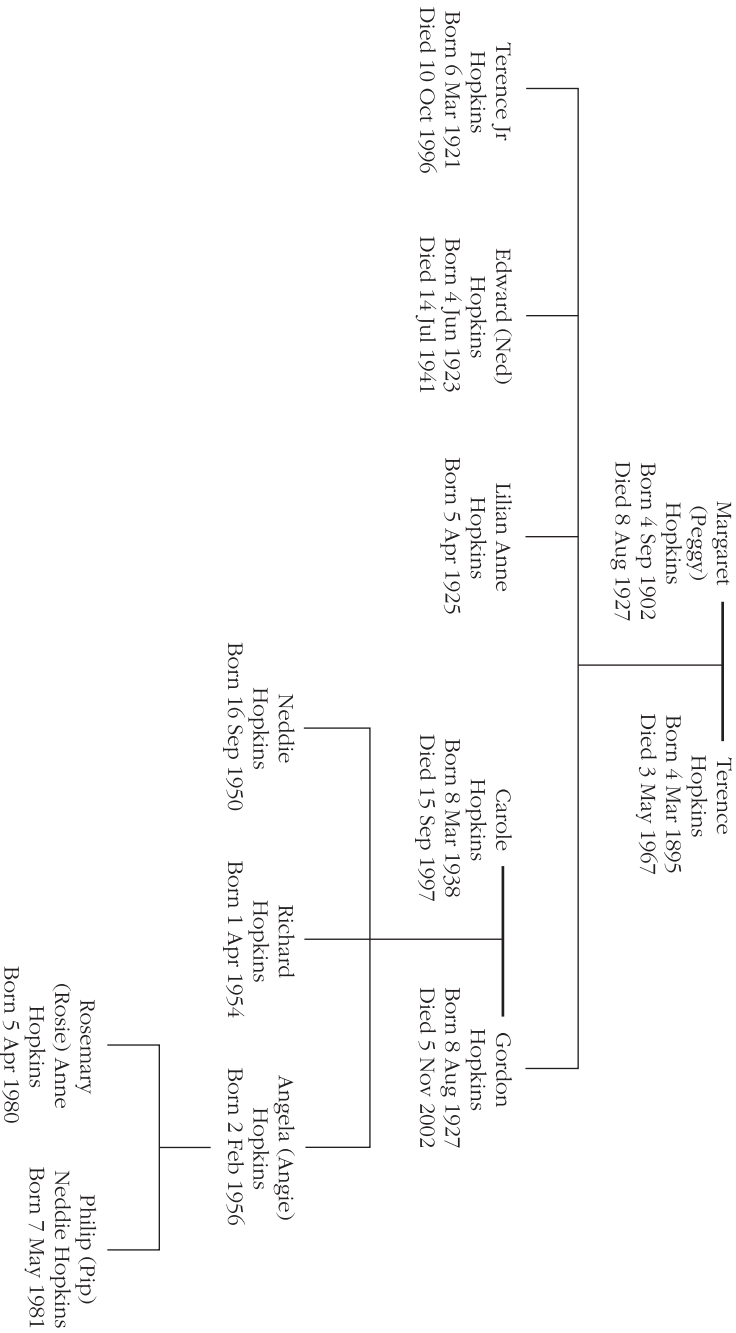 Margaret
(Peggy)
Hopkins
Born 4 Sep 1902
Died 8 Aug 1927
Terence
Hopkins
Born 4 Mar 1895
Died 3 May 1967
Terence Jr
Hopkins
Born 6 Mar 1921
Died 10 Oct 1996
Edward (Ned)
Hopkins
Born 4 Jun 1923
Died 14 Jul 1941
Lilian Anne
Hopkins
Born 5 Apr 1925
Carole
Hopkins
Born 8 Mar 1938
Died 15 Sep 1997
Gordon
Hopkins
Born 8 Aug 1927
Died 5 Nov 2002
Neddie
Hopkins
Born 16 Sep 1950
Richard
Hopkins
Born 1 Apr 1954
Angela (Angie)
Hopkins
Born 2 Feb 1956
Rosemary
(Rosie) Anne
Hopkins
Born 5 Apr 1980
Philip (Pip)
Neddie Hopkins
Born 7 May 1981